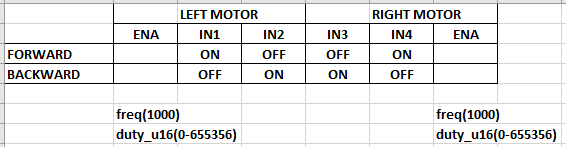 LEFT MOTOR RIGHT MOTOR
ENA IN1 IN2 IN3 IN4 ENA
FORWARD ON OFF OFF ON
BACKWARD OFF ON ON OFF
freq(1000) freq(1000)
duty_u16(0-655356) duty_u16(0-655356)